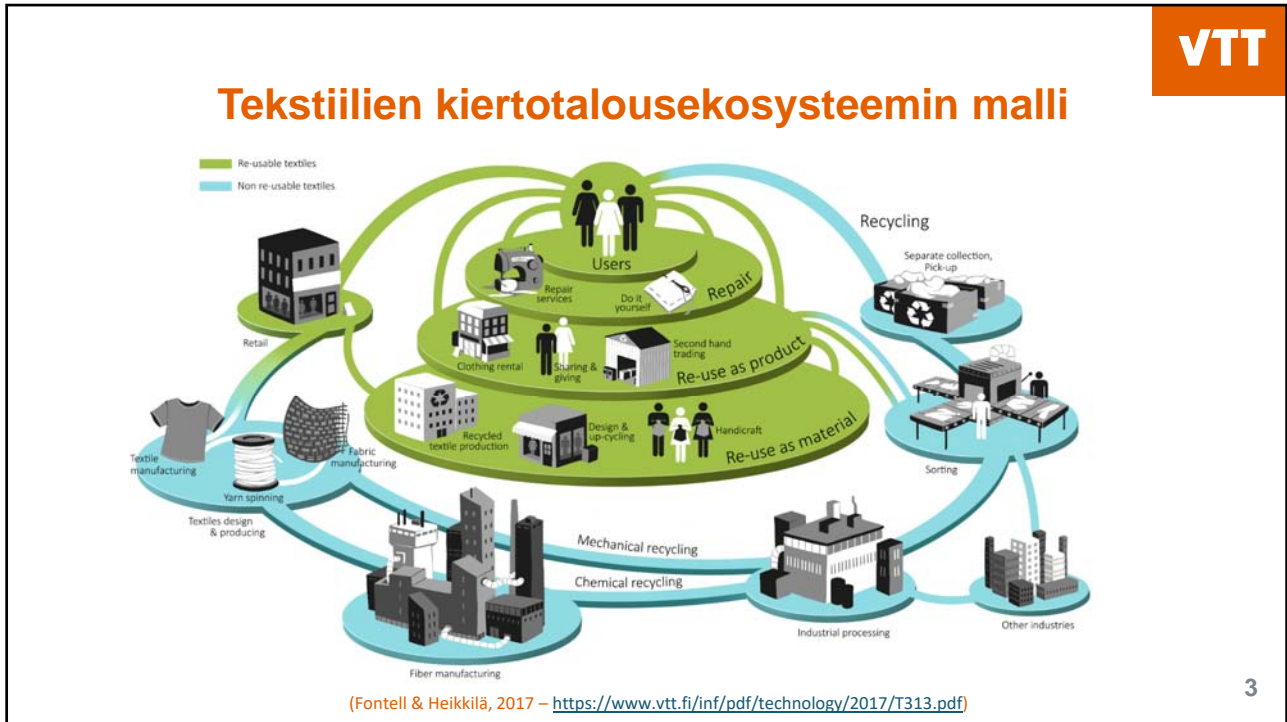 VTT
Tekstiilien kiertotalousekosysteemin malli
Re-usable textiles
Non re-usable textiles
Users
Repair
services
Do it
yourself
Repair
Clothing rental
Sharing &
giving
Second hand
trading
Re-use as product
Recycled
textile production
Design &
up-cycling
Handicraft
Re-use as material
Retail
Recycling
Separate collection,
Pick-up
Sorting
Textile
manufacturing
Fabric
manufacturing
Yarn spinning
Textiles design
& producing
Mechanical recycling
Chemical recycling
Fiber manufacturing
Industrial processing
Other industries
(Fontell & Heikkilä, 2017 – https://www.vtt.fi/inf/pdf/technology/2017/T313.pdf)
3